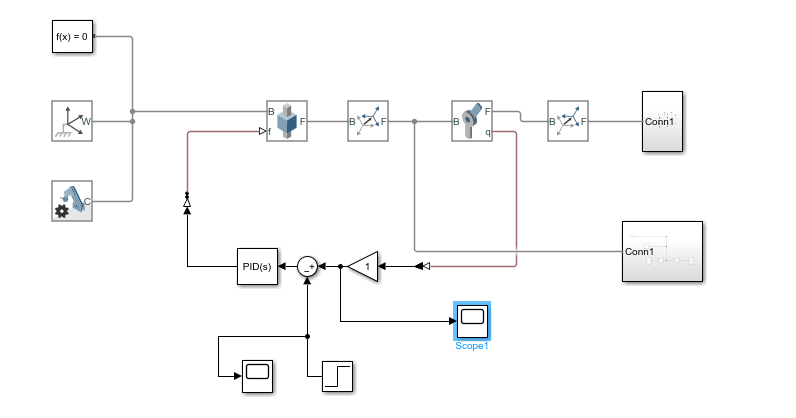 f(x) = 0
B
F
B
F
B
F
q
B
F
Conn1
W
f
C
Conn1
PID(s)
_+
1
Scope1